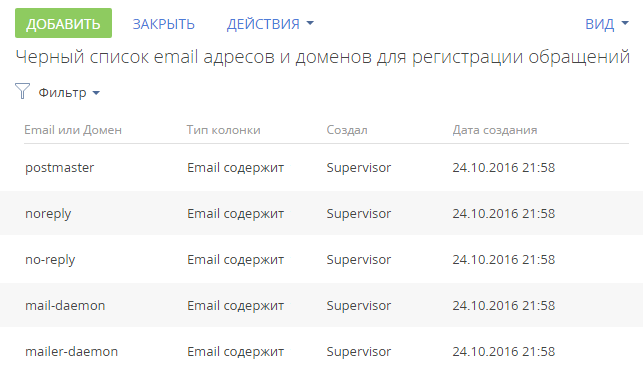 ДОБАВИТЬ ЗАКРЫТЬ ДЕЙСТВИЯ ВИД
Черный список email адресов и доменов для регистрации обращений
Фильтр
Email или Домен Тип колонки Создал Дата создания
postmaster Email содержит Supervisor 24.10.2016 21:58
noreply Email содержит Supervisor 24.10.2016 21:58
no-reply Email содержит Supervisor 24.10.2016 21:58
mail-daemon Email содержит Supervisor 24.10.2016 21:58
mailer-daemon Email содержит Supervisor 24.10.2016 21:58